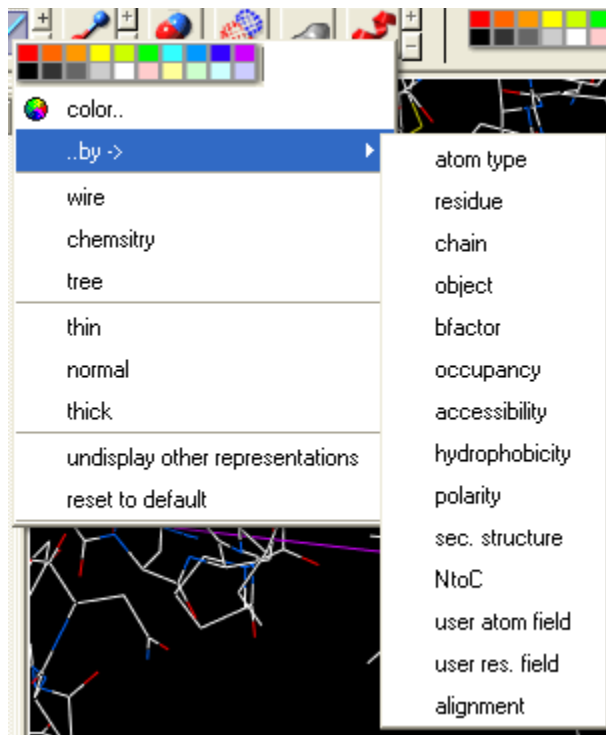 color..
..by ->
wire
chemsitry
tree
thin
normal
thick
undisplay other representations
reset to default
atom type
residue
chain
object
bfactor
occupancy
accessibility
hydrophobicity
polarity
sec. structure
NtoC
user atom field
user res. field
alignment